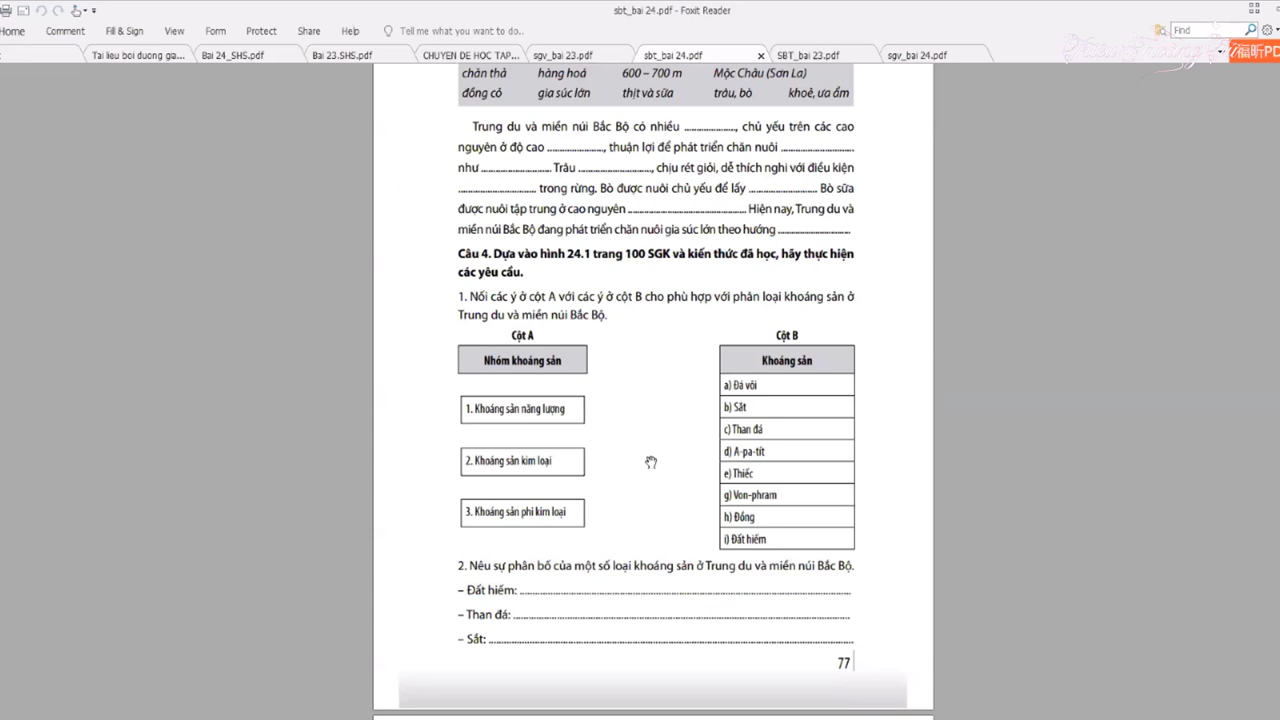 sbt_bai 24.pdf - Foxit Reader
Home Comment Fill & Sign View Form Protect Share Help Tell me what you want to do.. Find
Tai lieu boi duong gia... Bai 24_SHS.pdf Bai 23.SHS.pdf CHUYEN DE HOC TAP... sgv_bai 23.pdf sbt_bai 24.pdf SBT_bai 23.pdf sgv_bai 24.pdf 福昕PD
chăn thả hàng hoá 600 – 700 m Mộc Châu (Sơn La)
đồng cỏ gia súc lớn thịt và sữa trâu, bò khoẻ, ưa ẩm
Trung du và miền núi Bắc Bộ có nhiều ..................., chủ yếu trên các cao
nguyên ở độ cao ..................., thuận lợi để phát triển chăn nuôi .........................
như ....................... Trâu ........................, chịu rét giỏi, dễ thích nghi với điều kiện
.......................... trong rừng. Bò được nuôi chủ yếu để lấy ....................... Bò sữa
được nuôi tập trung ở cao nguyên ....................................... Hiện nay, Trung du và
miền núi Bắc Bộ đang phát triển chăn nuôi gia súc lớn theo hướng .........................
Câu 4. Dựa vào hình 24.1 trang 100 SGK và kiến thức đã học, hãy thực hiện
các yêu cầu.
1. Nối các ý ở cột A với các ý ở cột B cho phù hợp với phân loại khoáng sản ở
Trung du và miền núi Bắc Bộ.
Cột A Cột B
Nhóm khoáng sản Khoáng sản
a) Đá vôi
1. Khoáng sản năng lượng b) Sắt
c) Than đá
2. Khoáng sản kim loại d) A-pa-tít
e) Thiếc
g) Von-phram
3. Khoáng sản phi kim loại h) Đồng
i) Đất hiếm
2. Nêu sự phân bố của một số loại khoáng sản ở Trung du và miền núi Bắc Bộ.
– Đất hiếm: ..............................................................................................................
– Than đá: ................................................................................................................
– Sắt: .........................................................................................................................
77